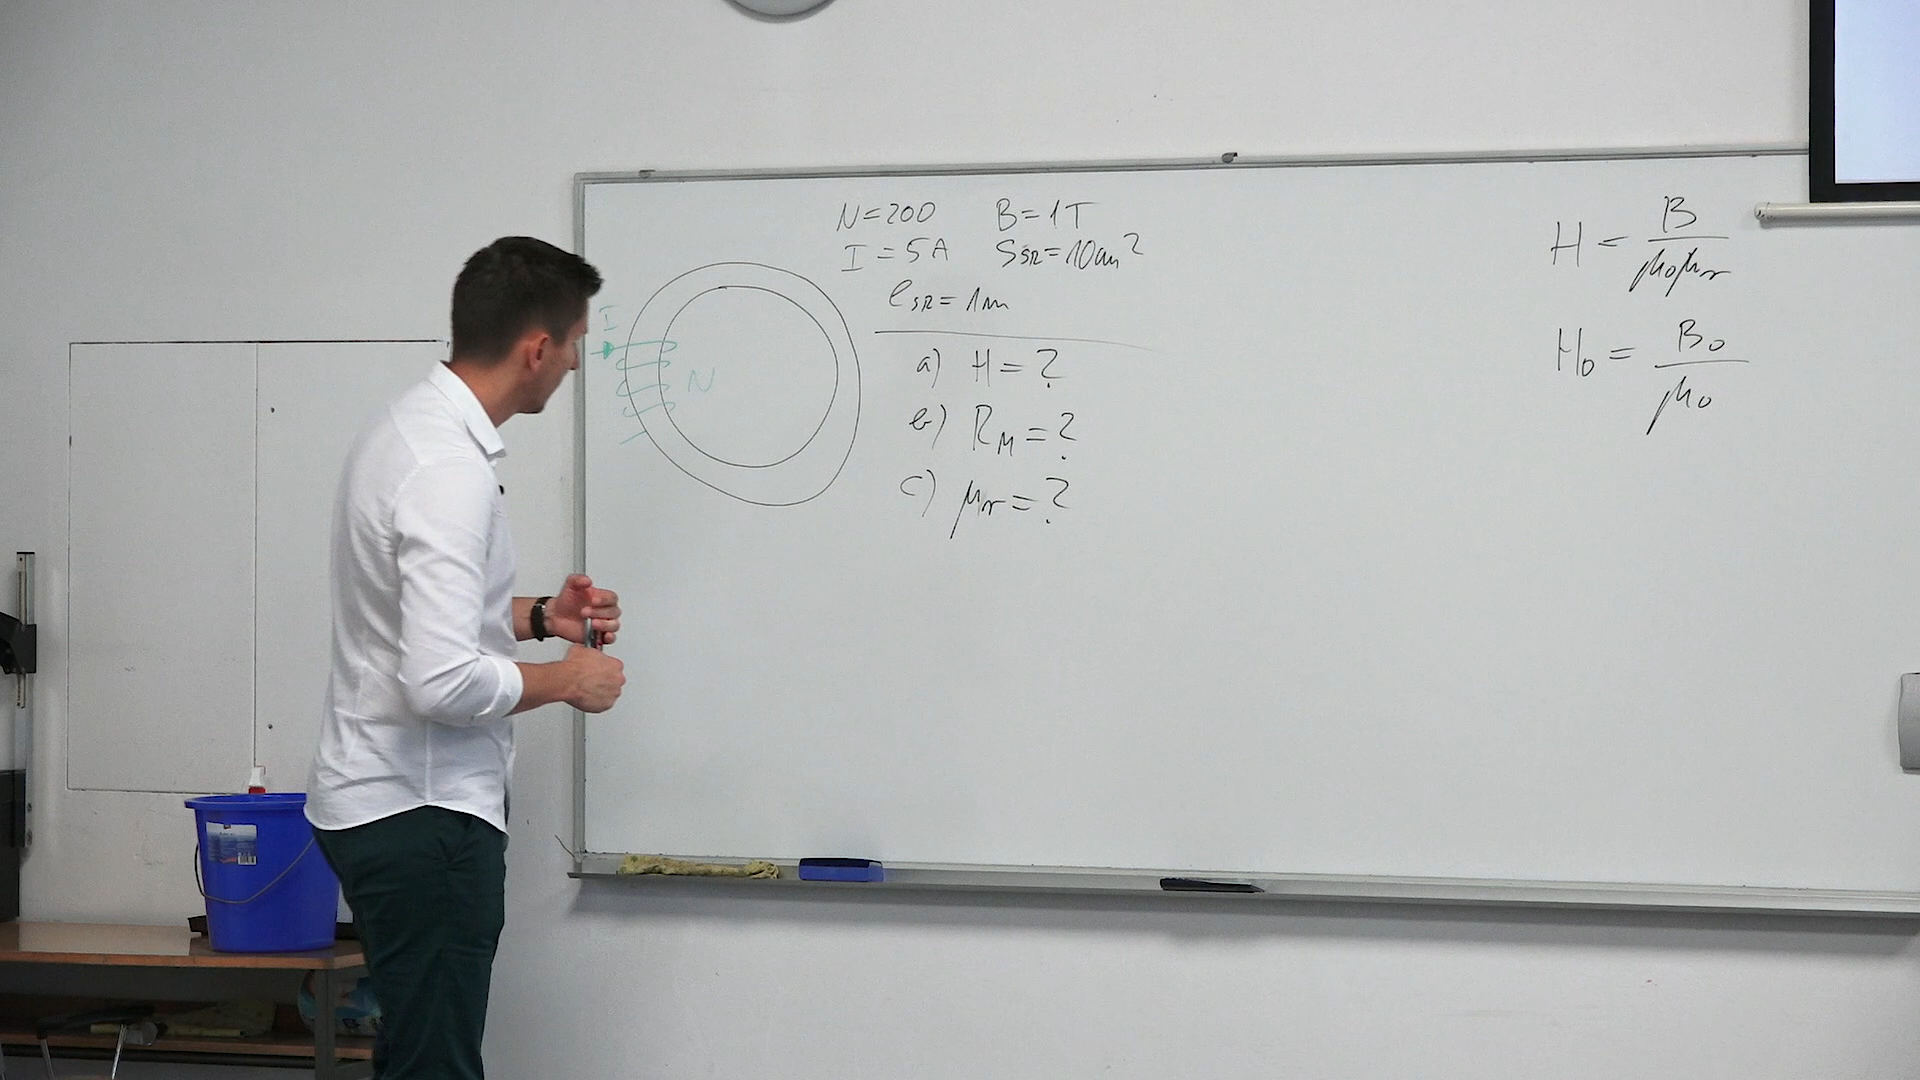 N=200 B=1T
I=5A SSR=10cm²
lSR=1m
a) H=?
b) RM=?
c) μr=?
I
N
H = B / μ0μr
H0 = B0 / μ0